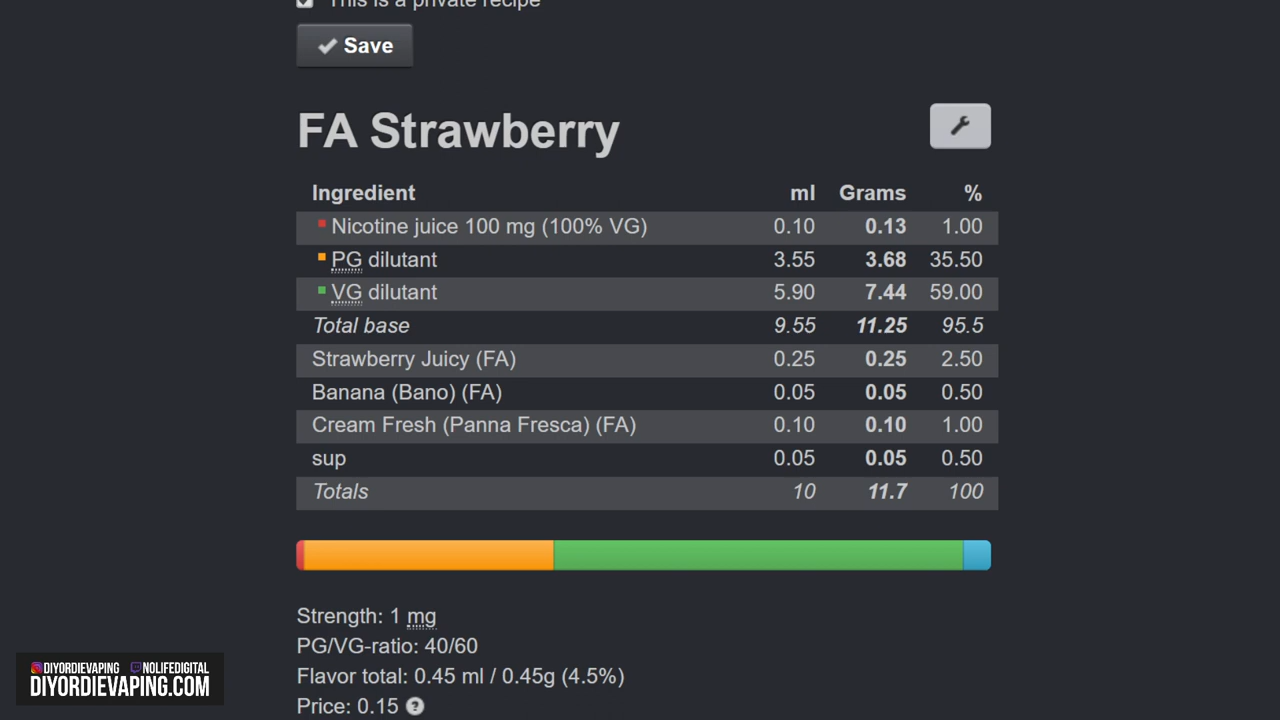 This is a private recipe
Save
FA Strawberry
Ingredient ml Grams %
Nicotine juice 100 mg (100% VG) 0.10 0.13 1.00
PG dilutant 3.55 3.68 35.50
VG dilutant 5.90 7.44 59.00
Total base 9.55 11.25 95.5
Strawberry Juicy (FA) 0.25 0.25 2.50
Banana (Bano) (FA) 0.05 0.05 0.50
Cream Fresh (Panna Fresca) (FA) 0.10 0.10 1.00
sup 0.05 0.05 0.50
Totals 10 11.7 100
Strength: 1 mg
PG/VG-ratio: 40/60
Flavor total: 0.45 ml / 0.45g (4.5%)
Price: 0.15 ?
DIYORDIEVAPING NOLIFEDIGITAL
DIYORDIEVAPING.COM